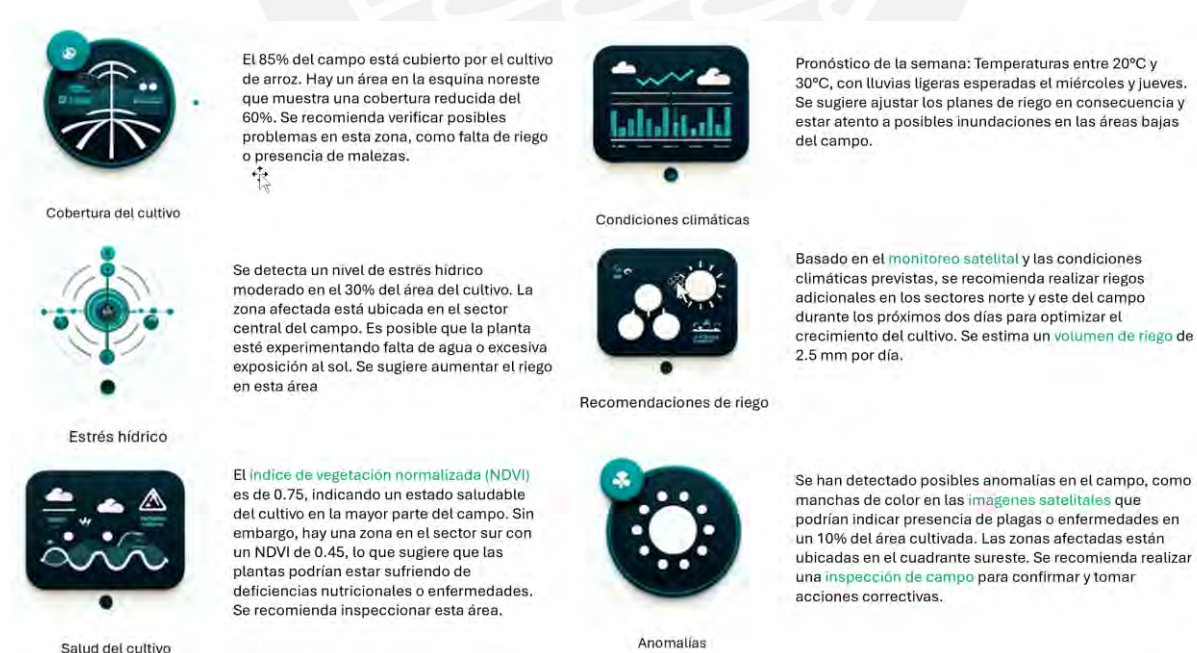 El 85% del campo está cubierto por el cultivo
de arroz. Hay un área en la esquina noreste
que muestra una cobertura reducida del
60%. Se recomienda verificar posibles
problemas en esta zona, como falta de riego
o presencia de malezas.
Cobertura del cultivo
Pronóstico de la semana: Temperaturas entre 20°C y
30°C, con lluvias ligeras esperadas el miércoles y jueves.
Se sugiere ajustar los planes de riego en consecuencia y
estar atento a posibles inundaciones en las áreas bajas
del campo.
Condiciones climáticas
Se detecta un nivel de estrés hídrico
moderado en el 30% del área del cultivo. La
zona afectada está ubicada en el sector
central del campo. Es posible que la planta
esté experimentando falta de agua o excesiva
exposición al sol. Se sugiere aumentar el riego
en esta área
Estrés hídrico
Basado en el monitoreo satelital y las condiciones
climáticas previstas, se recomienda realizar riegos
adicionales en los sectores norte y este del campo
durante los próximos dos días para optimizar el
crecimiento del cultivo. Se estima un volumen de riego de
2.5 mm por día.
Recomendaciones de riego
El índice de vegetación normalizada (NDVI)
es de 0.75, indicando un estado saludable
del cultivo en la mayor parte del campo. Sin
embargo, hay una zona en el sector sur con
un NDVI de 0.45, lo que sugiere que las
plantas podrían estar sufriendo de
deficiencias nutricionales o enfermedades.
Se recomienda inspeccionar esta área.
Salud del cultivo
Se han detectado posibles anomalías en el campo, como
manchas de color en las imágenes satelitales que
podrían indicar presencia de plagas o enfermedades en
un 10% del área cultivada. Las zonas afectadas están
ubicadas en el cuadrante sureste. Se recomienda realizar
una inspección de campo para confirmar y tomar
acciones correctivas.
Anomalías